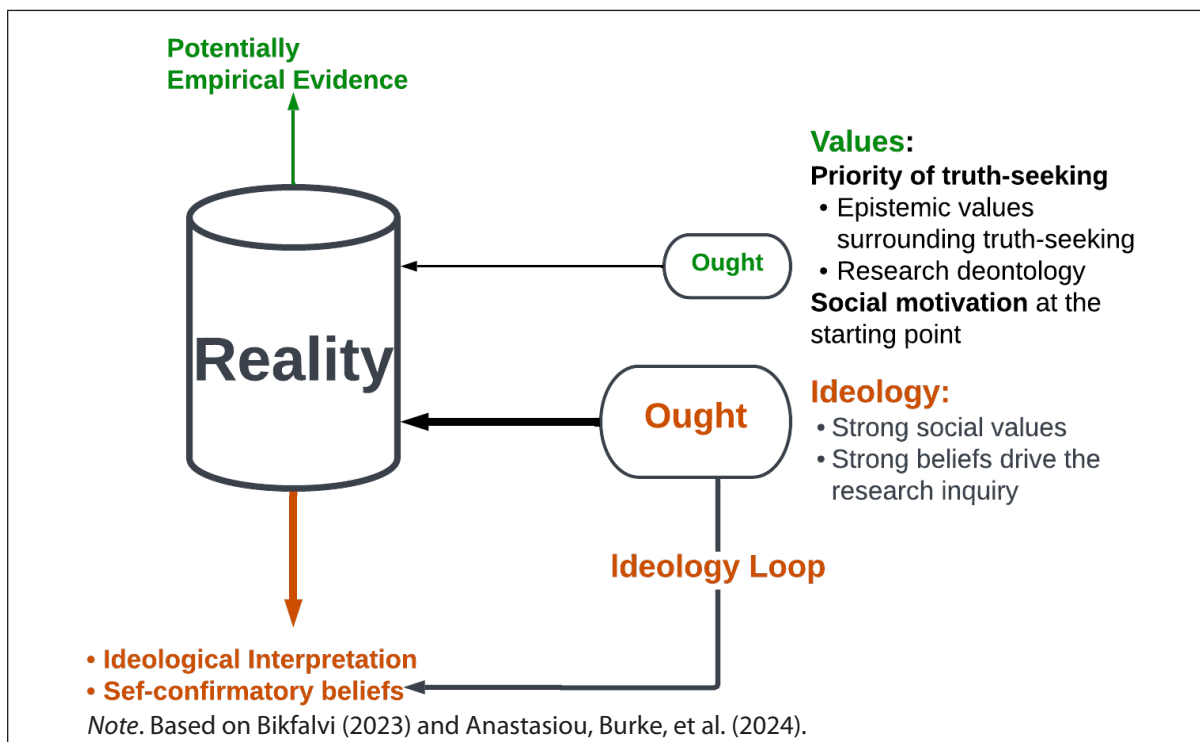 Potentially
Empirical Evidence
Reality
Ought
Values:
Priority of truth-seeking
• Epistemic values
surrounding truth-seeking
• Research deontology
Social motivation at the
starting point
Ought
Ideology:
• Strong social values
• Strong beliefs drive the
research inquiry
Ideology Loop
• Ideological Interpretation
• Sef-confirmatory beliefs
Note. Based on Bikfalvi (2023) and Anastasiou, Burke, et al. (2024).